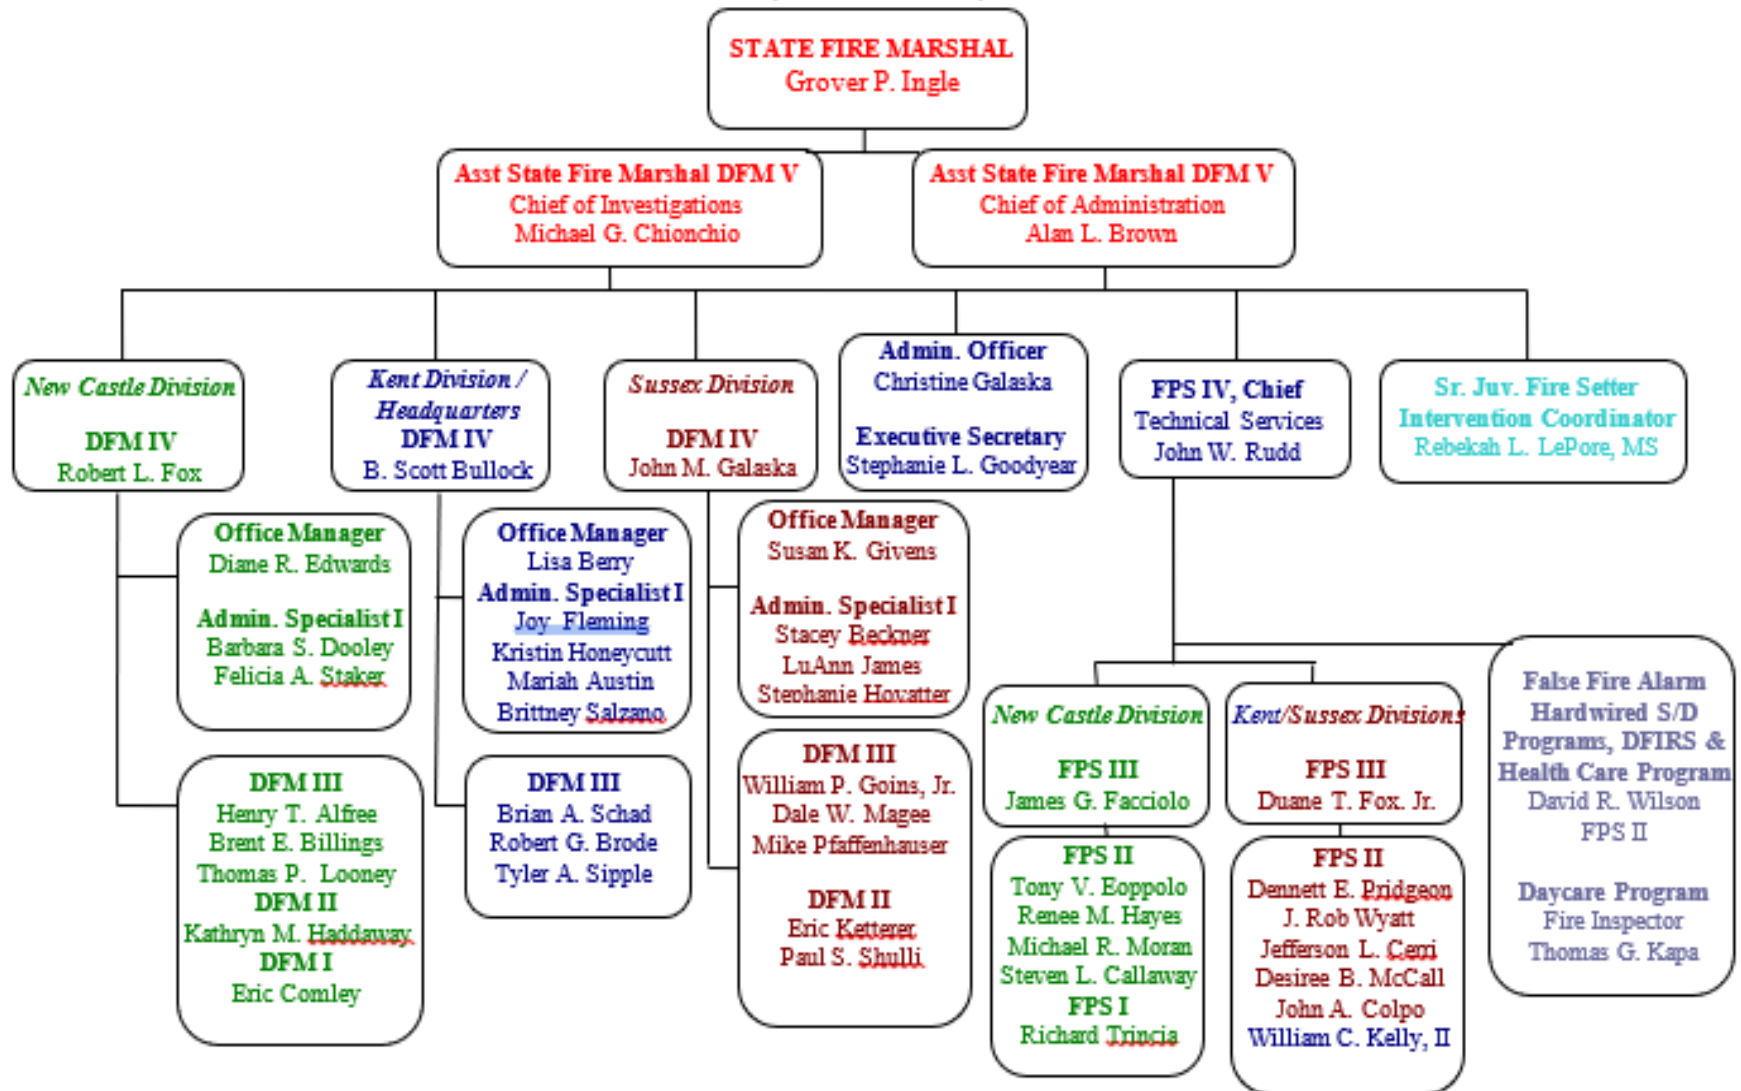 STATE FIRE MARSHAL
Grover P. Ingle
Asst State Fire Marshal DFM V
Chief of Investigations
Michael G. Chionchio
Asst State Fire Marshal DFM V
Chief of Administration
Alan L. Brown
New Castle Division
DFM IV
Robert L. Fox
Kent Division /
Headquarters
DFM IV
B. Scott Bullock
Sussex Division
DFM IV
John M. Galaska
Admin. Officer
Christine Galaska
Executive Secretary
Stephanie L. Goodyear
FPS IV, Chief
Technical Services
John W. Rudd
Sr. Juv. Fire Setter
Intervention Coordinator
Rebekah L. LePore, MS
Office Manager
Diane R. Edwards
Admin. Specialist I
Barbara S. Dooley
Felicia A. Staker
Office Manager
Lisa Berry
Admin. Specialist I
Joy Fleming
Kristin Honeycutt
Mariah Austin
Brittney Salzano
Office Manager
Susan K. Givens
Admin. Specialist I
Stacey Beckner
LuAnn James
Stephanie Hovatter
DFM III
Henry T. Alfree
Brent E. Billings
Thomas P. Looney
DFM II
Kathryn M. Haddaway
DFM I
Eric Comley
DFM III
Brian A. Schad
Robert G. Brode
Tyler A. Sipple
DFM III
William P. Goins, Jr.
Dale W. Magee
Mike Pfaffenhauser
DFM II
Eric Ketterer
Paul S. Shulli
New Castle Division
FPS III
James G. Facciolo
Kent/Sussex Divisions
FPS III
Duane T. Fox. Jr.
FPS II
Tony V. Eoppolo
Renee M. Hayes
Michael R. Moran
Steven L. Callaway
FPS I
Richard Trincia
FPS II
Dennett E. Pridgeon
J. Rob Wyatt
Jefferson L. Cerri
Desiree B. McCall
John A. Colpo
William C. Kelly, II
False Fire Alarm
Hardwired S/D
Programs, DFIRS &
Health Care Program
David R. Wilson
FPS II
Daycare Program
Fire Inspector
Thomas G. Kapa